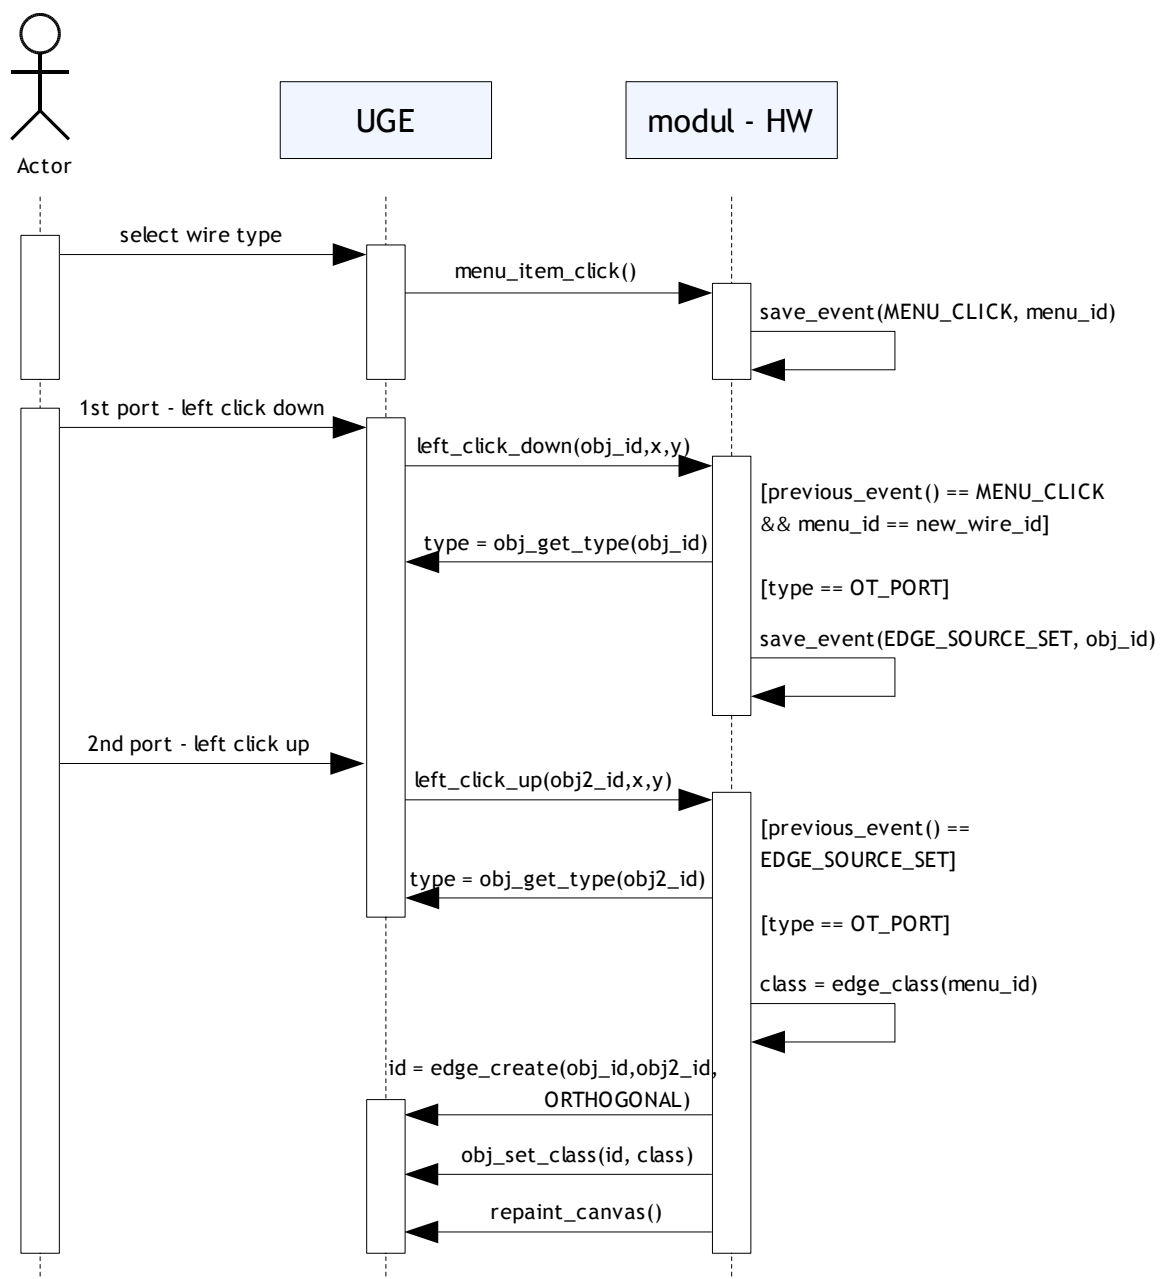 UGE
modul - HW
Actor
select wire type
menu_item_click()
save_event(MENU_CLICK, menu_id)
1st port - left click down
left_click_down(obj_id,x,y)
[previous_event() == MENU_CLICK
&& menu_id == new_wire_id]
type = obj_get_type(obj_id)
[type == OT_PORT]
save_event(EDGE_SOURCE_SET, obj_id)
2nd port - left click up
left_click_up(obj2_id,x,y)
[previous_event() ==
EDGE_SOURCE_SET]
type = obj_get_type(obj2_id)
[type == OT_PORT]
class = edge_class(menu_id)
id = edge_create(obj_id,obj2_id,
ORTHOGONAL)
obj_set_class(id, class)
repaint_canvas()